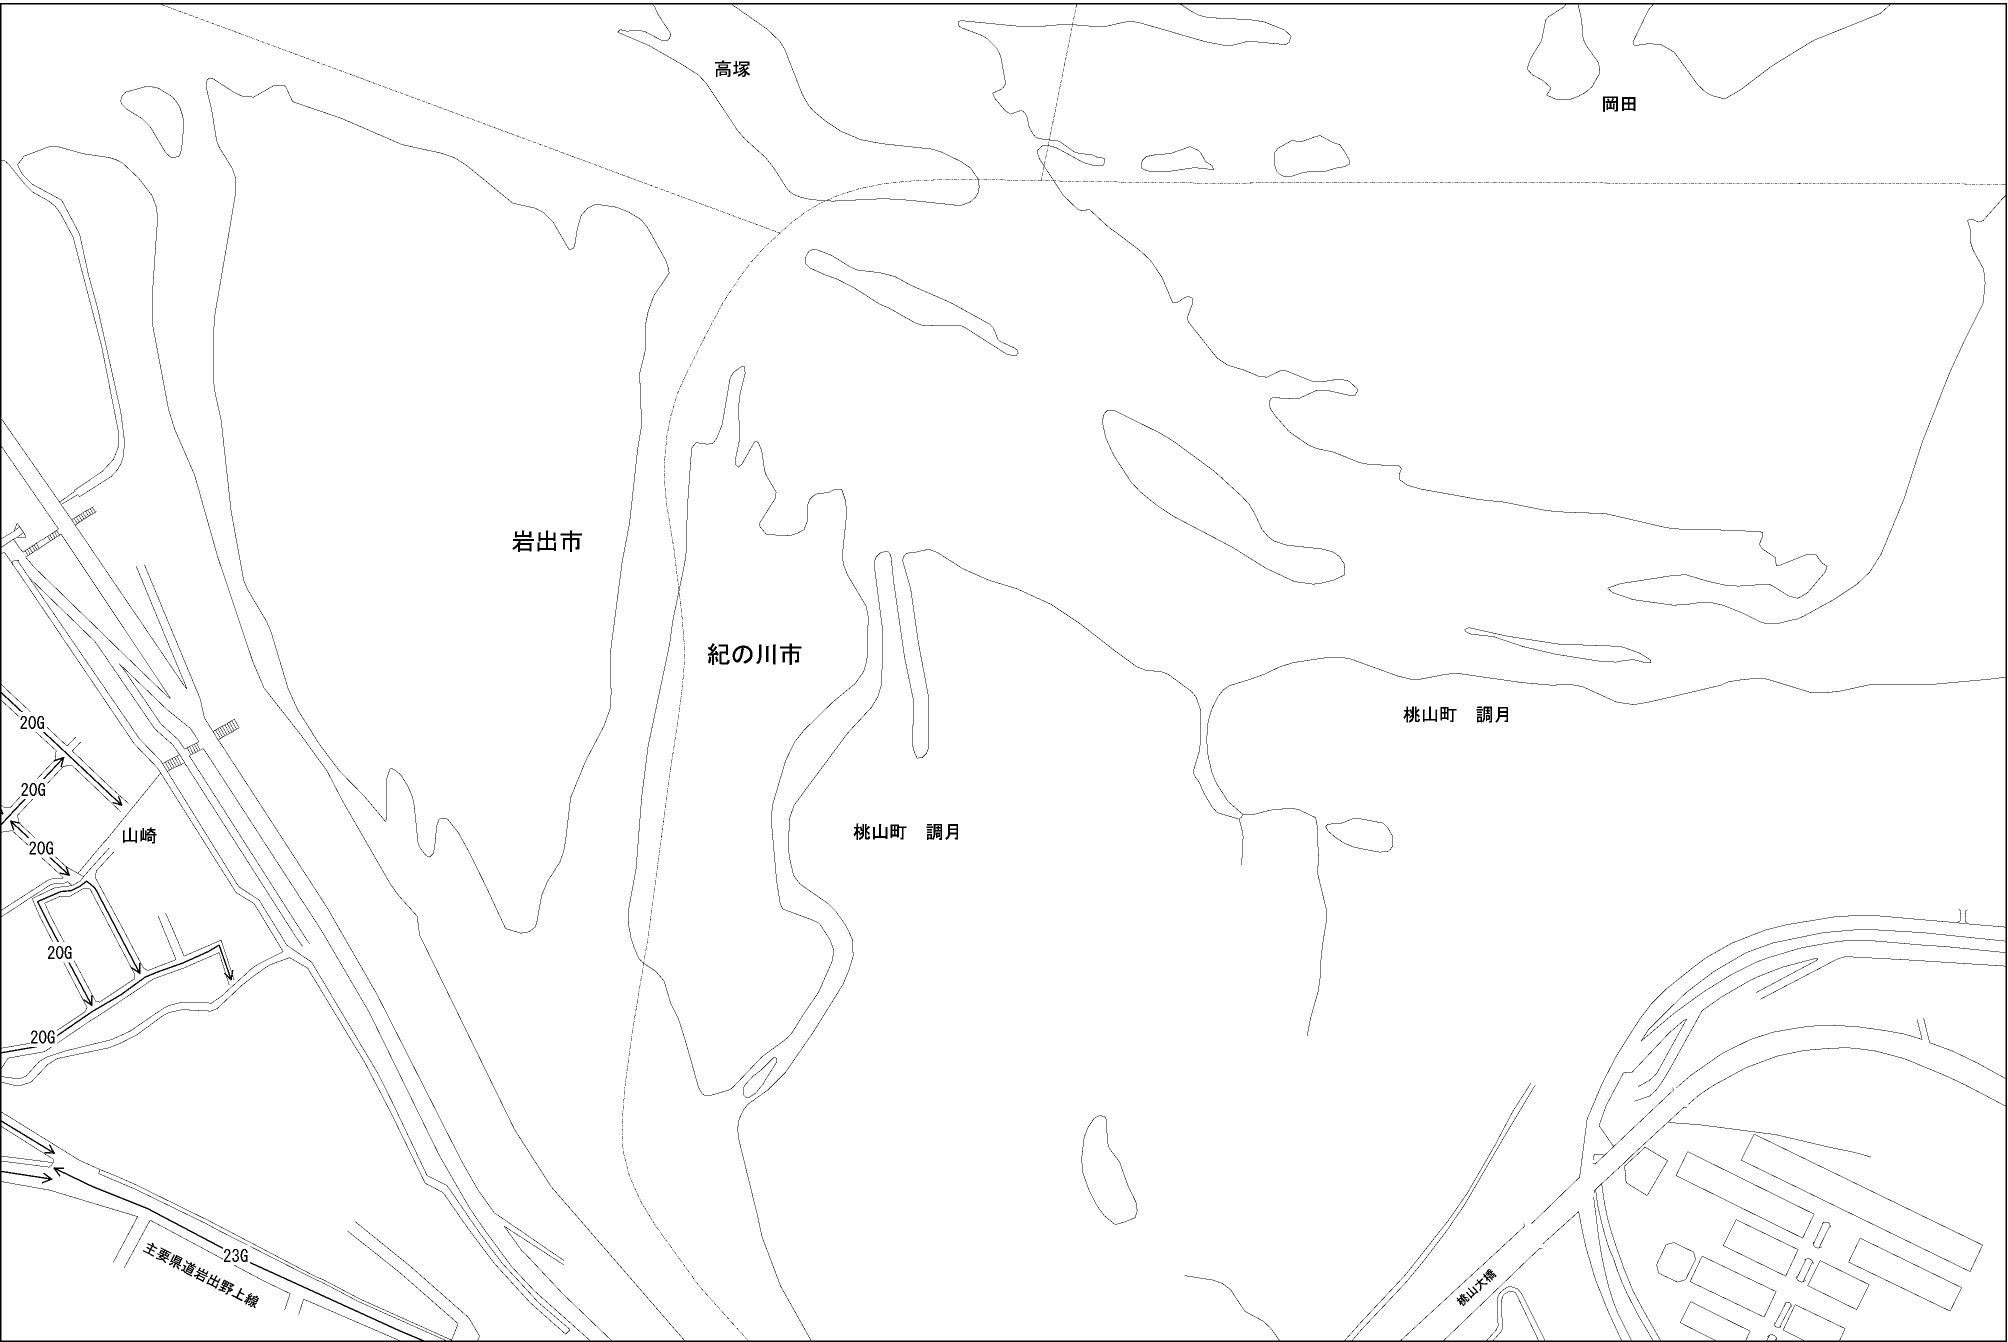 高塚
岡田
岩出市
紀の川市
桃山町　調月
20G
20G
桃山町　調月
山崎
20G
20G
20G
23G
主要県道岩出野上線
桃山大橋